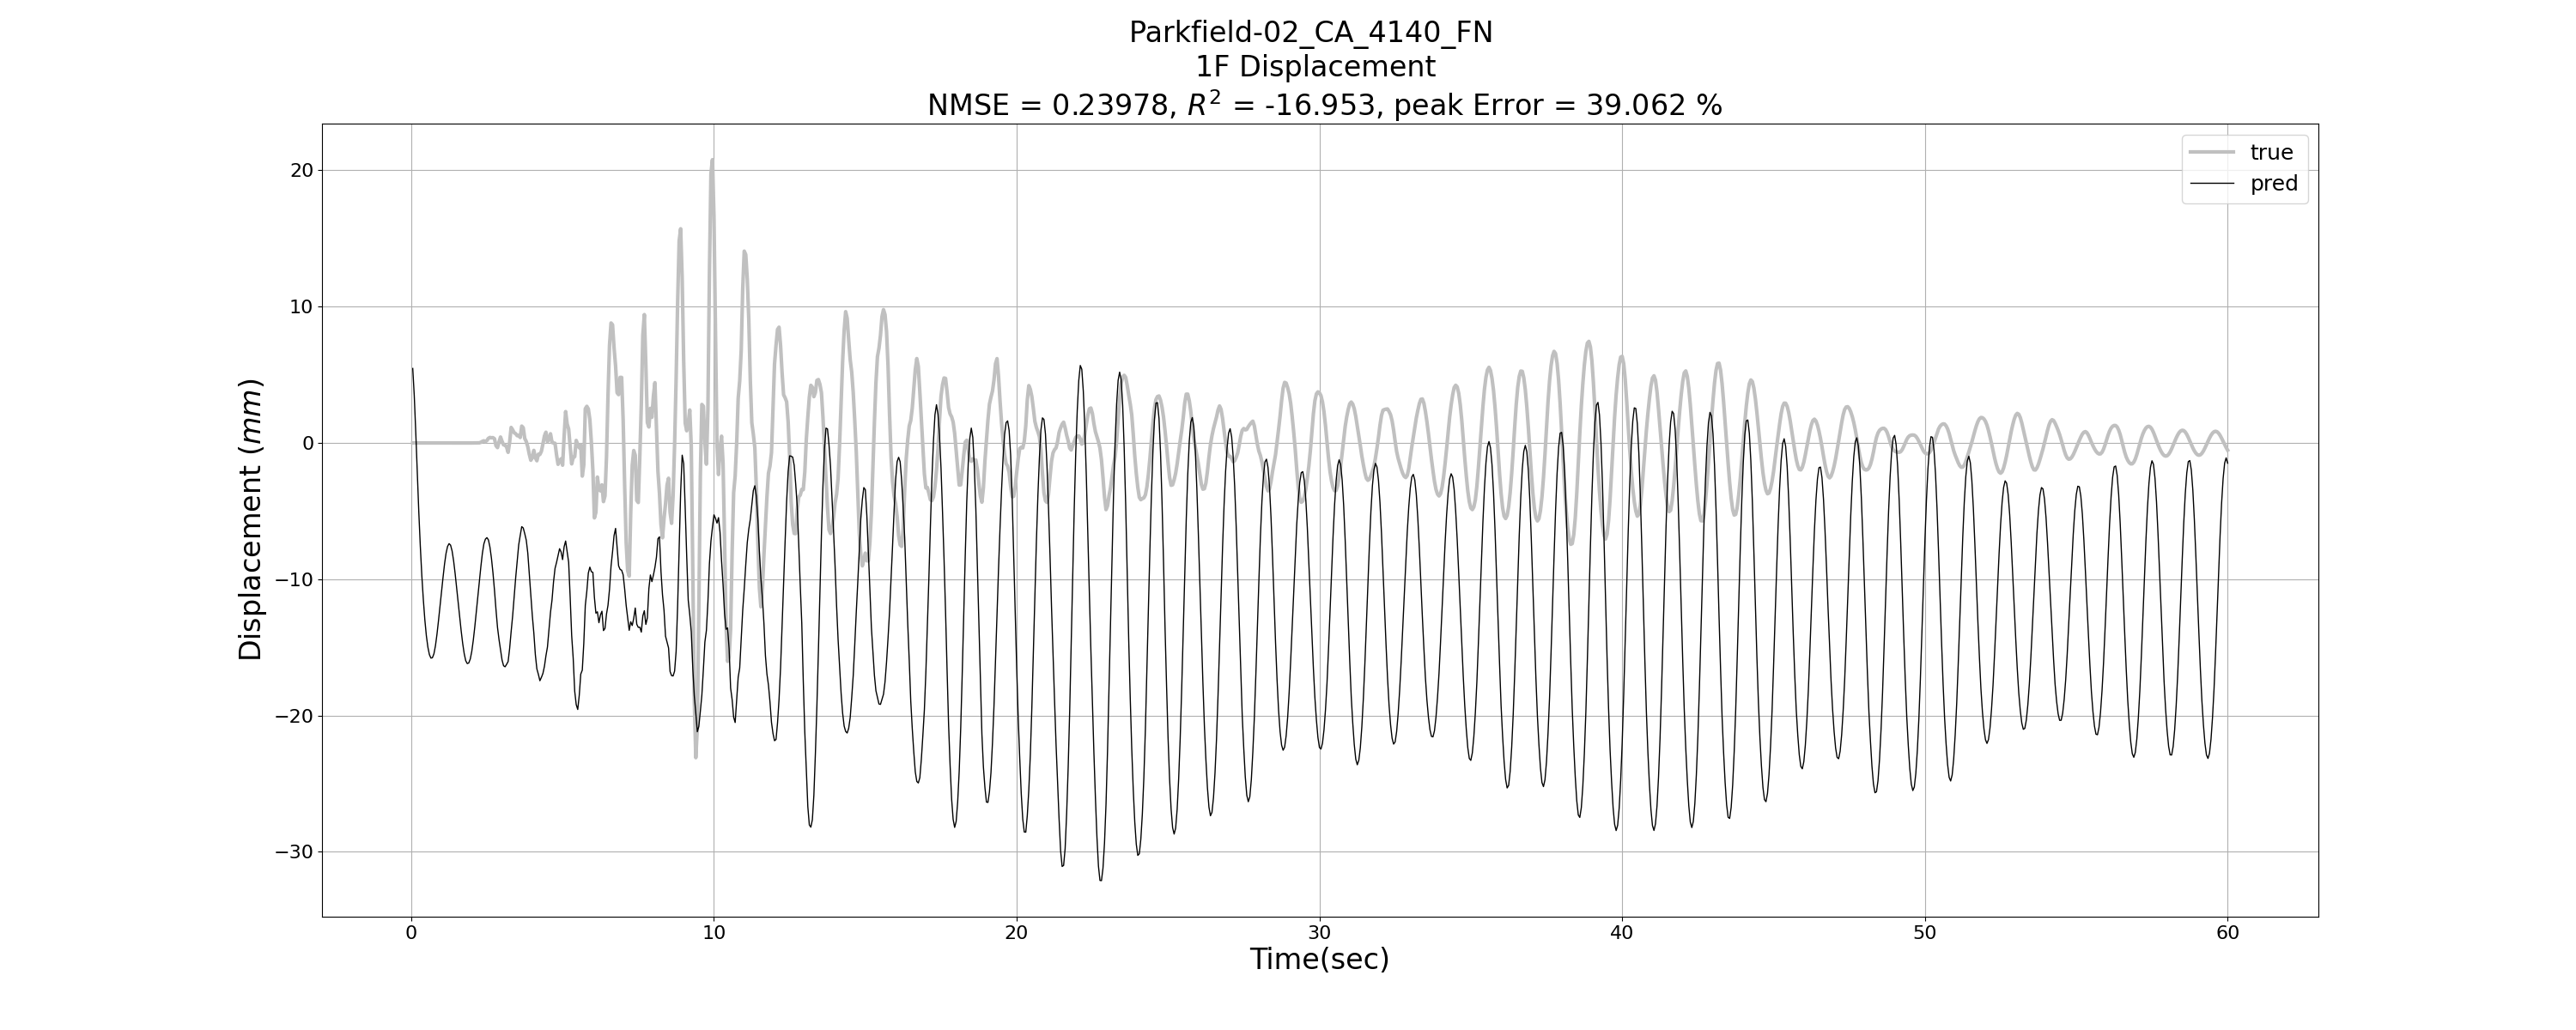 Parkfield-02_CA_4140_FN
1F Displacement
NMSE = 0.23978, R² = -16.953, peak Error = 39.062 %
true
pred
20
10
0
−10
−20
−30
Displacement (mm)
0 10 20 30 40 50 60
Time(sec)